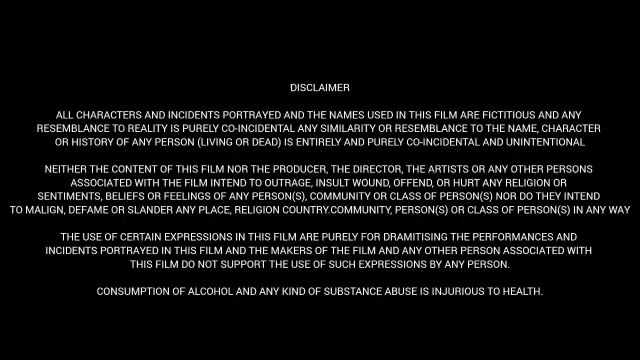 DISCLAIMER
ALL CHARACTERS AND INCIDENTS PORTRAYED AND THE NAMES USED IN THIS FILM ARE FICTITIOUS AND ANY
RESEMBLANCE TO REALITY IS PURELY CO-INCIDENTAL ANY SIMILARITY OR RESEMBLANCE TO THE NAME, CHARACTER
OR HISTORY OF ANY PERSON (LIVING OR DEAD) IS ENTIRELY AND PURELY CO-INCIDENTAL AND UNINTENTIONAL
NEITHER THE CONTENT OF THIS FILM NOR THE PRODUCER, THE DIRECTOR, THE ARTISTS OR ANY OTHER PERSONS
ASSOCIATED WITH THE FILM INTEND TO OUTRAGE, INSULT WOUND, OFFEND, OR HURT ANY RELIGION OR
SENTIMENTS, BELIEFS OR FEELINGS OF ANY PERSON(S), COMMUNITY OR CLASS OF PERSON(S) NOR DO THEY INTEND
TO MALIGN, DEFAME OR SLANDER ANY PLACE, RELIGION COUNTRY.COMMUNITY, PERSON(S) OR CLASS OF PERSON(S) IN ANY WAY
THE USE OF CERTAIN EXPRESSIONS IN THIS FILM ARE PURELY FOR DRAMITISING THE PERFORMANCES AND
INCIDENTS PORTRAYED IN THIS FILM AND THE MAKERS OF THE FILM AND ANY OTHER PERSON ASSOCIATED WITH
THIS FILM DO NOT SUPPORT THE USE OF SUCH EXPRESSIONS BY ANY PERSON.
CONSUMPTION OF ALCOHOL AND ANY KIND OF SUBSTANCE ABUSE IS INJURIOUS TO HEALTH.